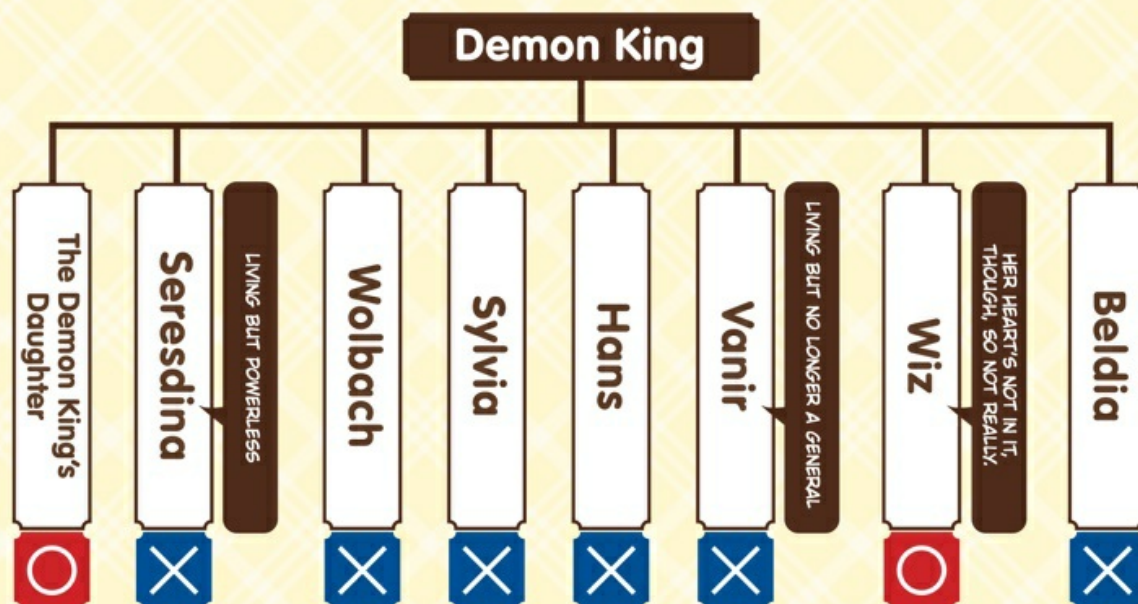 Demon King
The Demon King's
Daughter
Seresdina
LIVING BUT POWERLESS
Wolbach
Sylvia
Hans
Vanir
LIVING BUT NO LONGER A GENERAL
Wiz
HER HEART'S NOT IN IT,
THOUGH, SO NOT REALLY.
Beldia